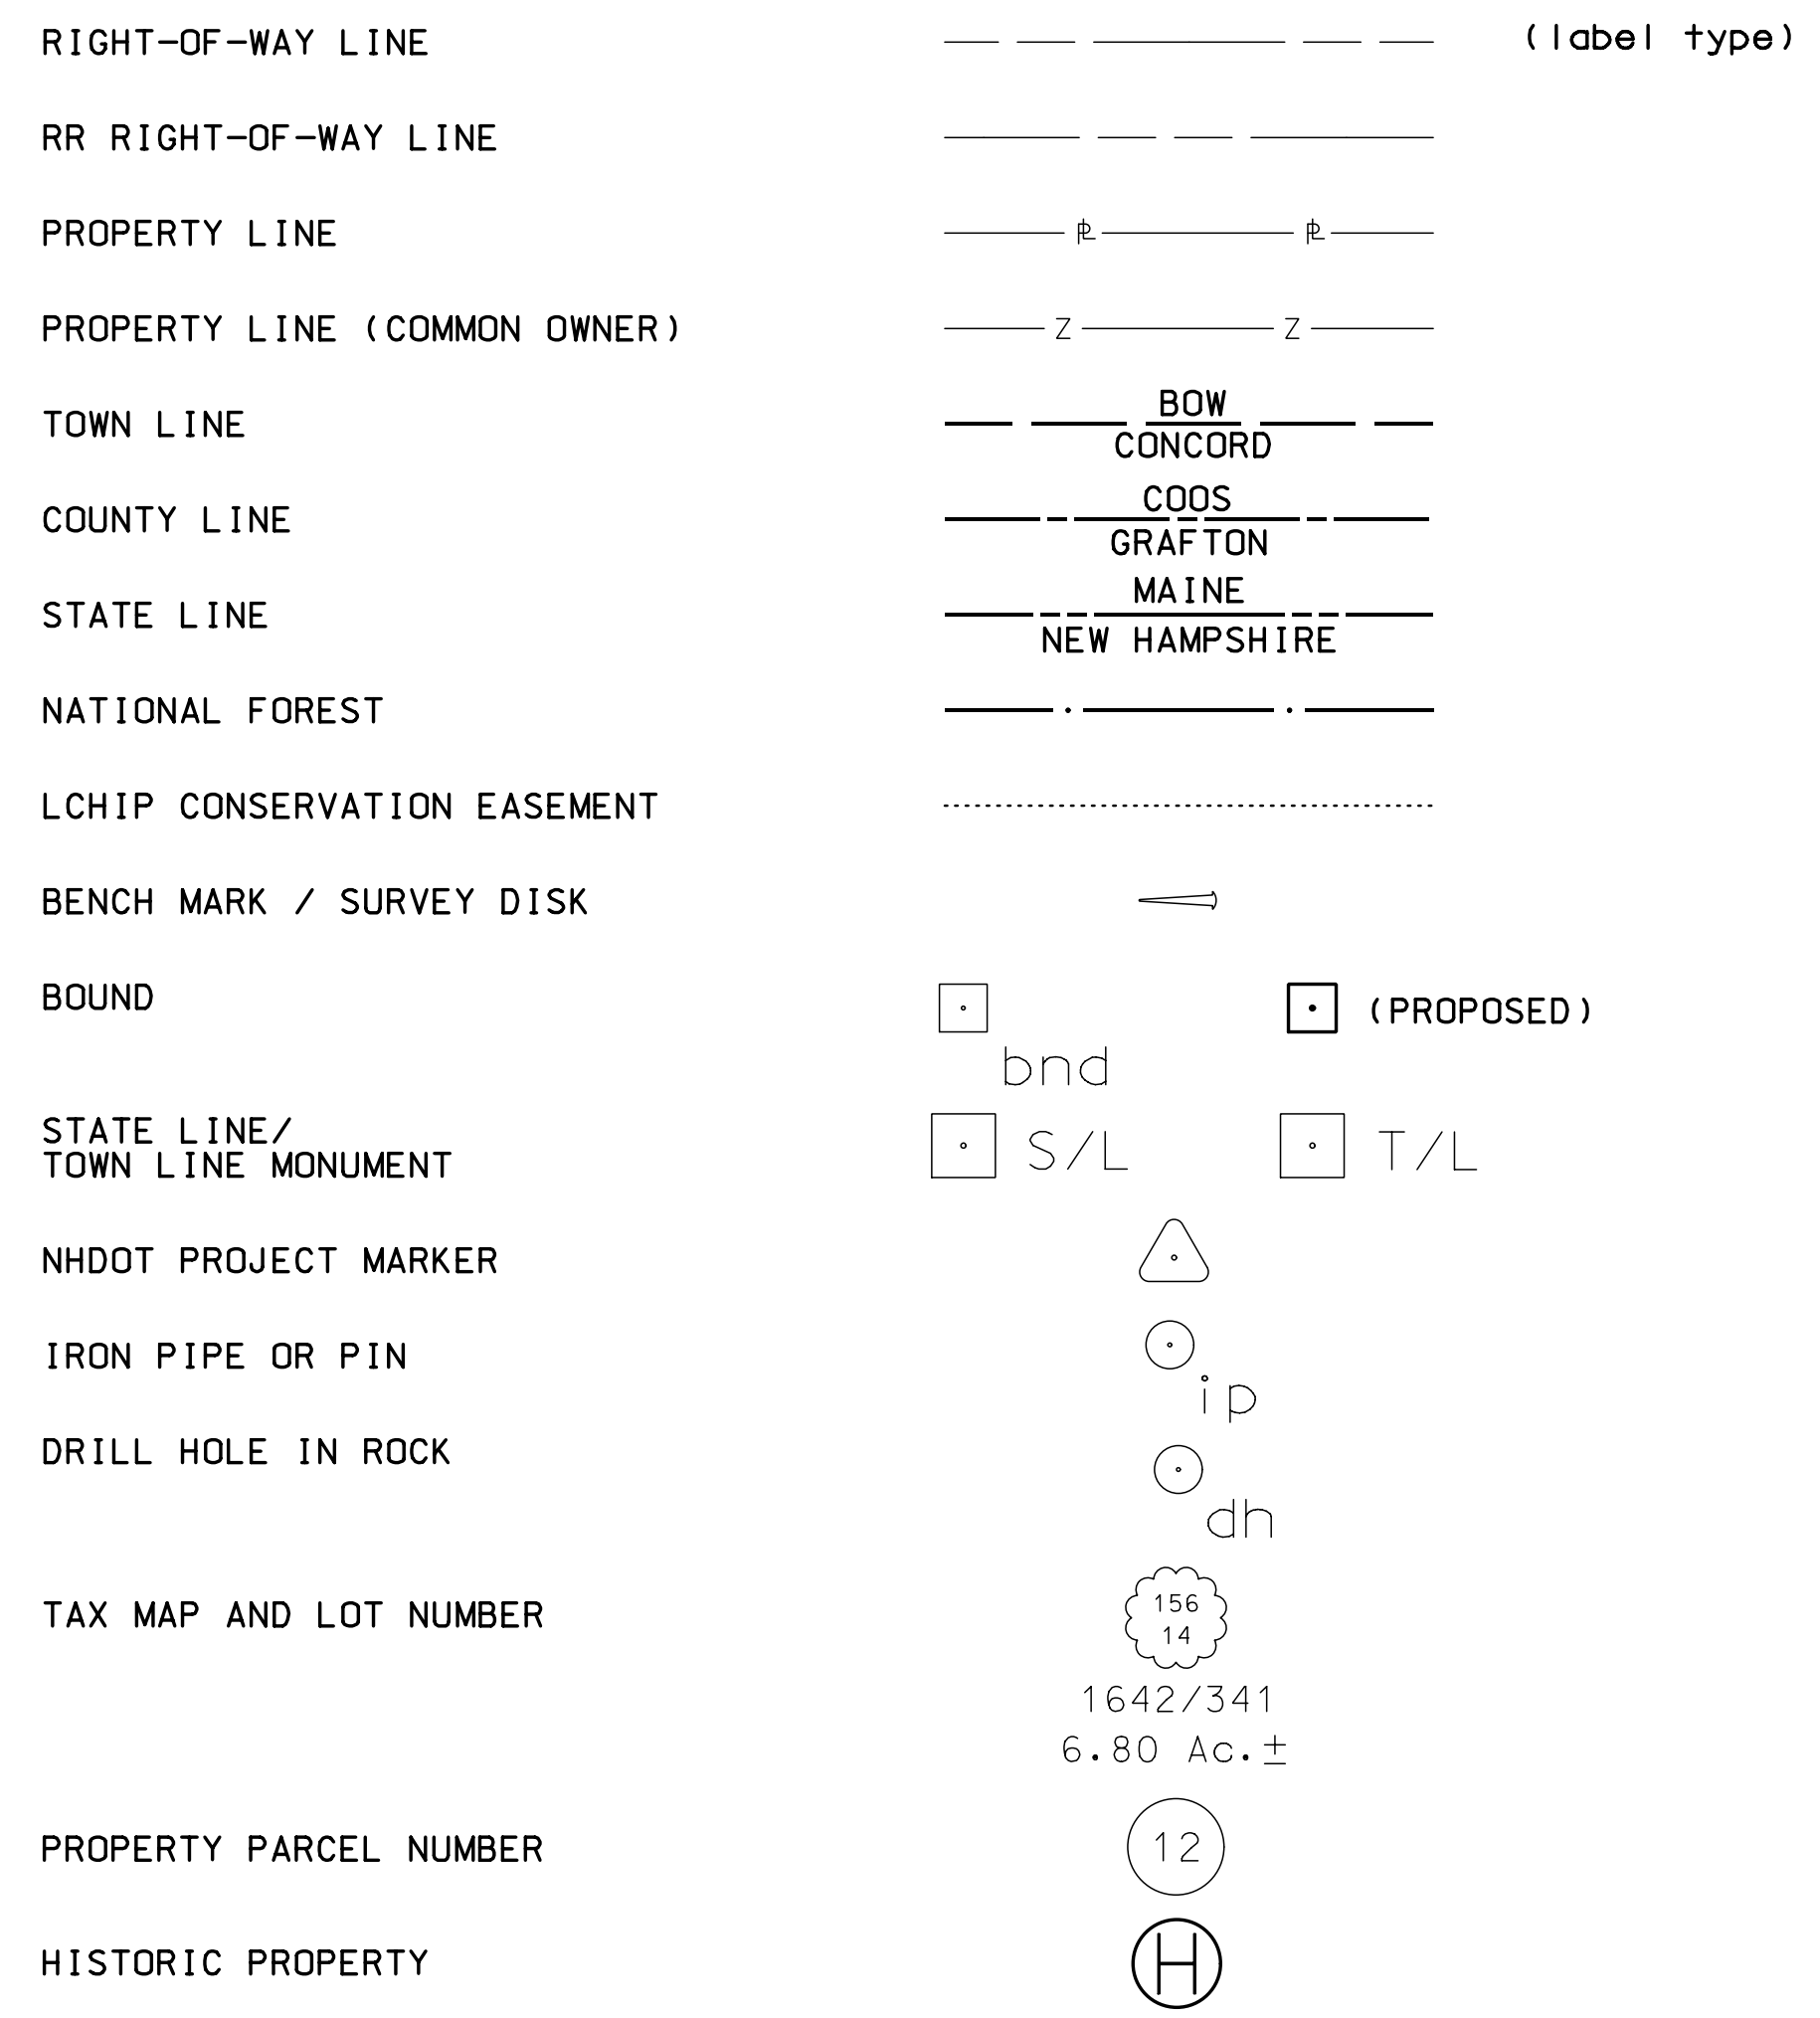 RIGHT-OF-WAY LINE (label type)
RR RIGHT-OF-WAY LINE
PROPERTY LINE ⅊ ⅊
PROPERTY LINE (COMMON OWNER) Z Z
TOWN LINE BOW
CONCORD
COUNTY LINE COOS
GRAFTON
STATE LINE MAINE
NEW HAMPSHIRE
NATIONAL FOREST
LCHIP CONSERVATION EASEMENT
BENCH MARK / SURVEY DISK
BOUND (PROPOSED)
bnd
STATE LINE/
TOWN LINE MONUMENT S/L T/L
NHDOT PROJECT MARKER
IRON PIPE OR PIN
ip
DRILL HOLE IN ROCK
dh
TAX MAP AND LOT NUMBER 156
14
1642/341
6.80 Ac.±
PROPERTY PARCEL NUMBER 12
HISTORIC PROPERTY H